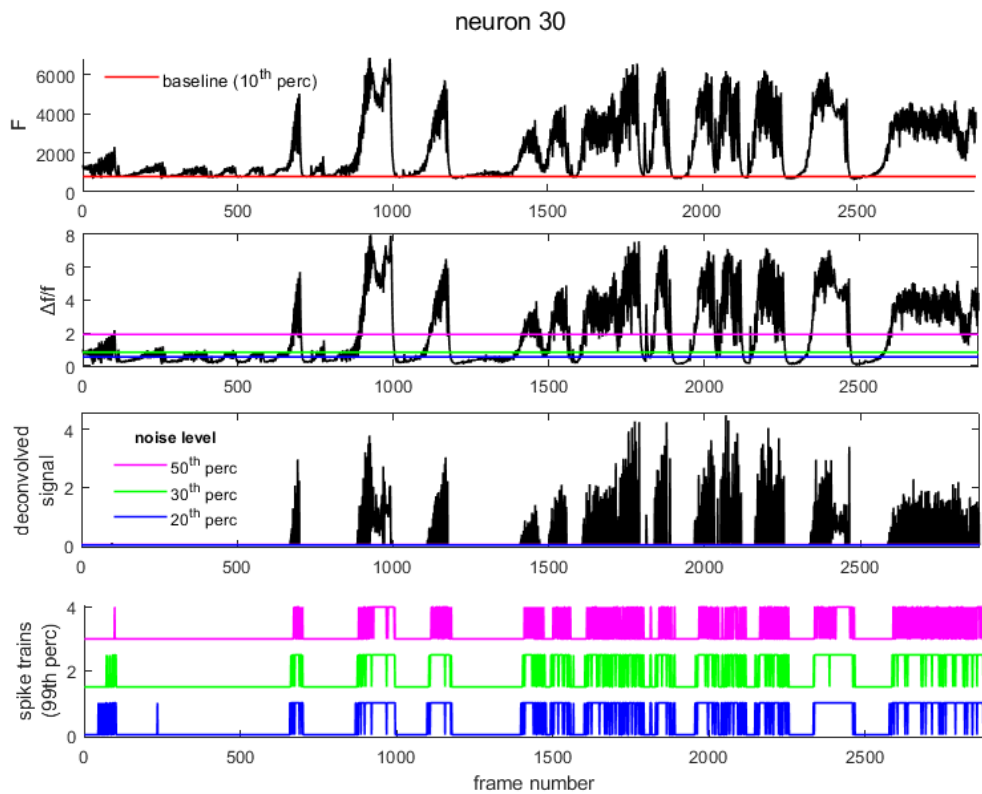 neuron 30
6000
4000
2000
0
F
baseline (10th perc)
0 500 1000 1500 2000 2500
8
6
4
2
0
Δf/f
0 500 1000 1500 2000 2500
4
2
0
deconvolved
signal
noise level
50th perc
30th perc
20th perc
0 500 1000 1500 2000 2500
4
2
0
spike trains
(99th perc)
0 500 1000 1500 2000 2500
frame number